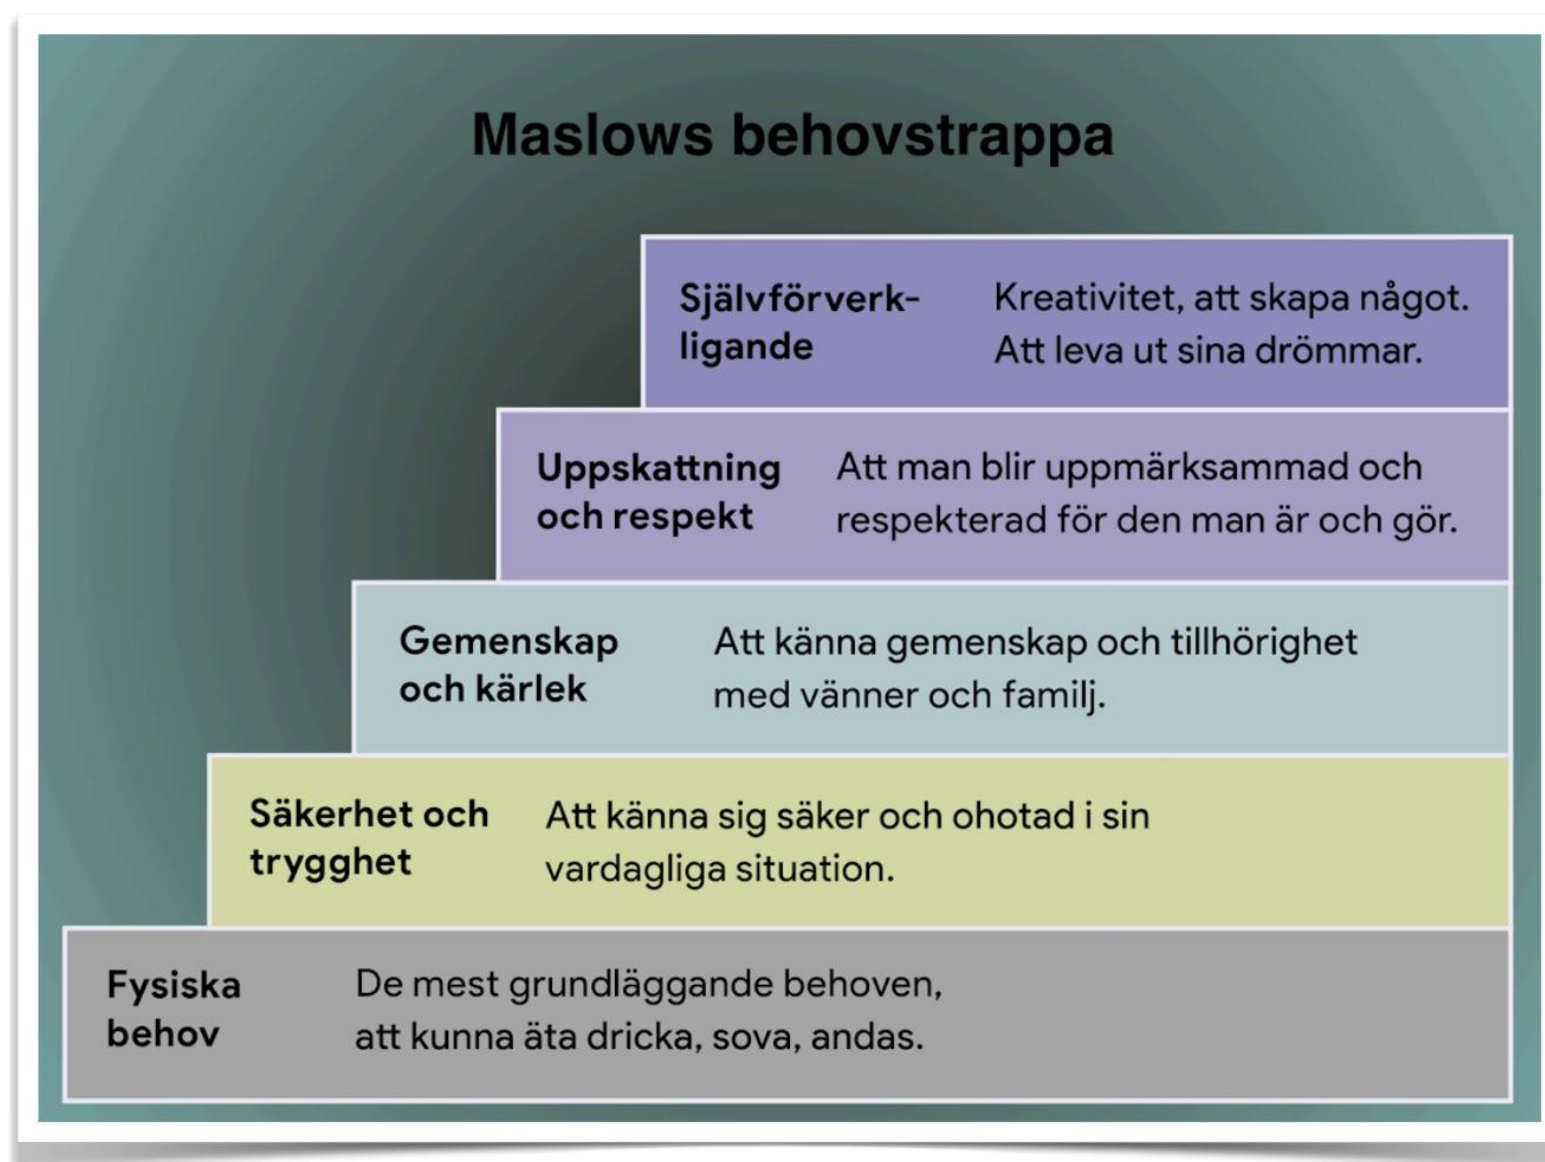 Maslows behovstrappa
Självförverk-
ligande
Kreativitet, att skapa något.
Att leva ut sina drömmar.
Uppskattning
och respekt
Att man blir uppmärksammad och
respekterad för den man är och gör.
Gemenskap
och kärlek
Att känna gemenskap och tillhörighet
med vänner och familj.
Säkerhet och
trygghet
Att känna sig säker och ohotad i sin
vardagliga situation.
Fysiska
behov
De mest grundläggande behoven,
att kunna äta dricka, sova, andas.